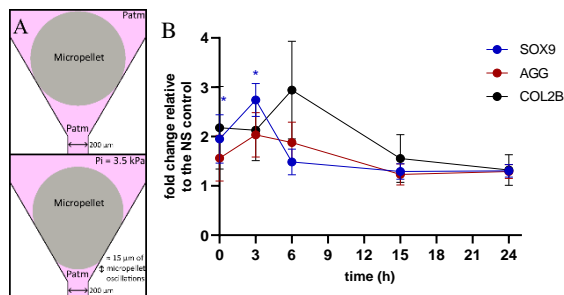 A
Patm
Micropellet
Patm
200 um
Pi = 3.5 kPa
Micropellet
≈ 15 µm of
micropellet
oscillations
Patm
200 um
B
fold change relative
to the NS control
4
3
2
1
0
*
*
0 3 6 9 12 15 18 21 24
time (h)
SOX9
AGG
COL2B